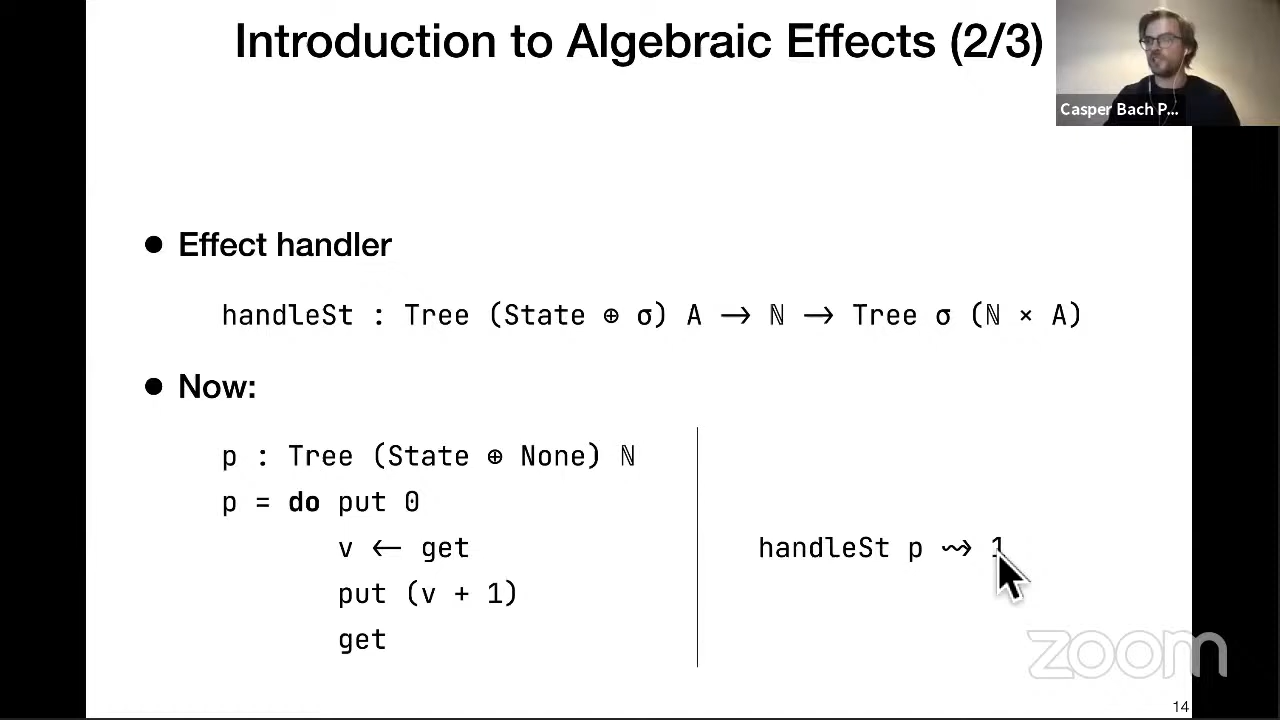 Introduction to Algebraic Effects (2/3)
Casper Bach P...
● Effect handler
handleSt : Tree (State ⊕ σ) A → ℕ → Tree σ (ℕ × A)
● Now:
p : Tree (State ⊕ None) ℕ
p = do put 0
v ← get
put (v + 1)
get
handleSt p ⇝ 1
zoom
14